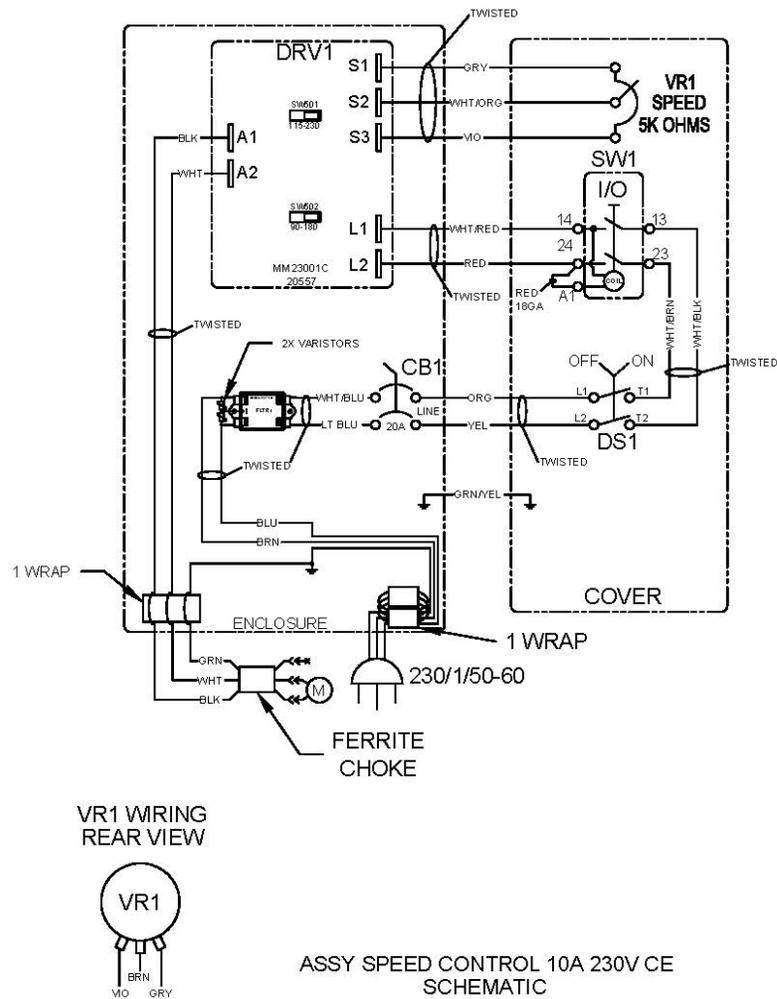 TWISTED
DRV1
COVER
S1
GRY
SW501
115-230
S2
WHT/ORG
VR1
SPEED
5K OHMS
BLK
A1
S3
VIO
WHT
A2
SW1
I/O
SW502
90-180
L1
WHT/RED
14
13
L2
RED
24
23
MM23001C
20557
TWISTED
RED
18GA
A1
COIL
WHT/BRN
WHT/BLK
TWISTED
2X VARISTORS
CB1
OFF
ON
TWISTED
WHT/BLU
ORG
L1
T1
LINE
LT BLU
20A
YEL
L2
T2
DS1
TWISTED
TWISTED
GRN/YEL
BLU
BRN
1 WRAP
COVER
ENCLOSURE
1 WRAP
GRN
WHT
M
BLK
230/1/50-60
FERRITE
CHOKE
VR1 WIRING
REAR VIEW
VR1
VIO
BRN
GRY
ASSY SPEED CONTROL 10A 230V CE
SCHEMATIC